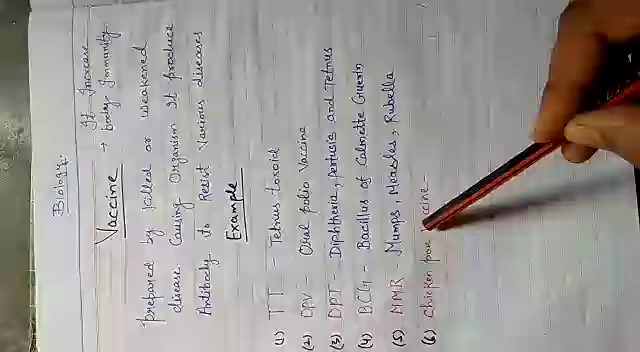 Biology
Vaccine → It Increase
body Immunity.
prepared by killed or weakened
disease Causing Organism It produce
Antibody to Resist Various diseases
Example
(1) TT - Tetnus toxoid
(2) OPV - Oral polio Vaccine
(3) DPT - Diphtheria, pertusis and Tetnus
(4) BCG - Bacillus of Calmette Guerin
(5) MMR - Mumps, Measles, Rubella
(6) Chicken pox